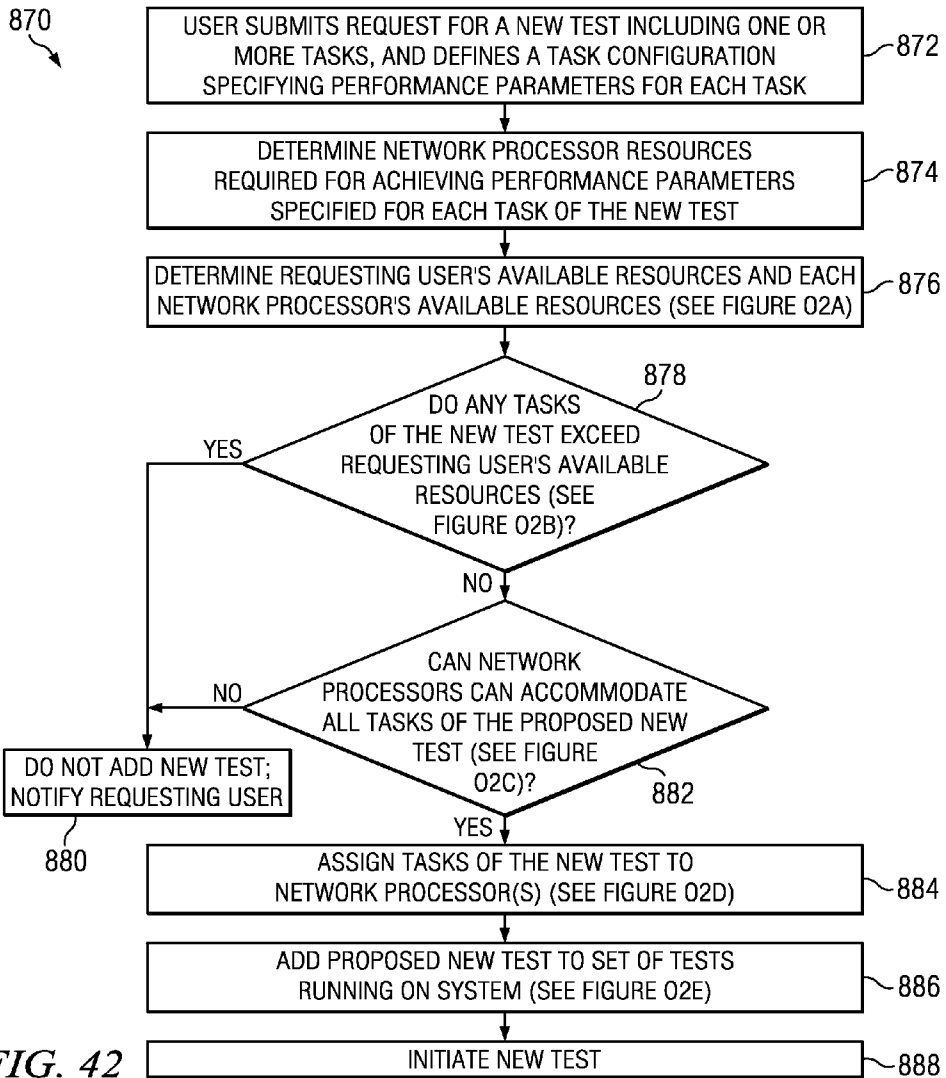 870
USER SUBMITS REQUEST FOR A NEW TEST INCLUDING ONE OR
MORE TASKS, AND DEFINES A TASK CONFIGURATION
SPECIFYING PERFORMANCE PARAMETERS FOR EACH TASK
872
DETERMINE NETWORK PROCESSOR RESOURCES
REQUIRED FOR ACHIEVING PERFORMANCE PARAMETERS
SPECIFIED FOR EACH TASK OF THE NEW TEST
874
DETERMINE REQUESTING USER'S AVAILABLE RESOURCES AND EACH
NETWORK PROCESSOR'S AVAILABLE RESOURCES (SEE FIGURE O2A)
876
878
DO ANY TASKS
OF THE NEW TEST EXCEED
REQUESTING USER'S AVAILABLE
RESOURCES (SEE
FIGURE O2B)?
YES
NO
CAN NETWORK
PROCESSORS CAN ACCOMMODATE
ALL TASKS OF THE PROPOSED NEW
TEST (SEE FIGURE
O2C)?
882
NO
YES
DO NOT ADD NEW TEST;
NOTIFY REQUESTING USER
880
ASSIGN TASKS OF THE NEW TEST TO
NETWORK PROCESSOR(S) (SEE FIGURE O2D)
884
ADD PROPOSED NEW TEST TO SET OF TESTS
RUNNING ON SYSTEM (SEE FIGURE O2E)
886
INITIATE NEW TEST
888
FIG. 42